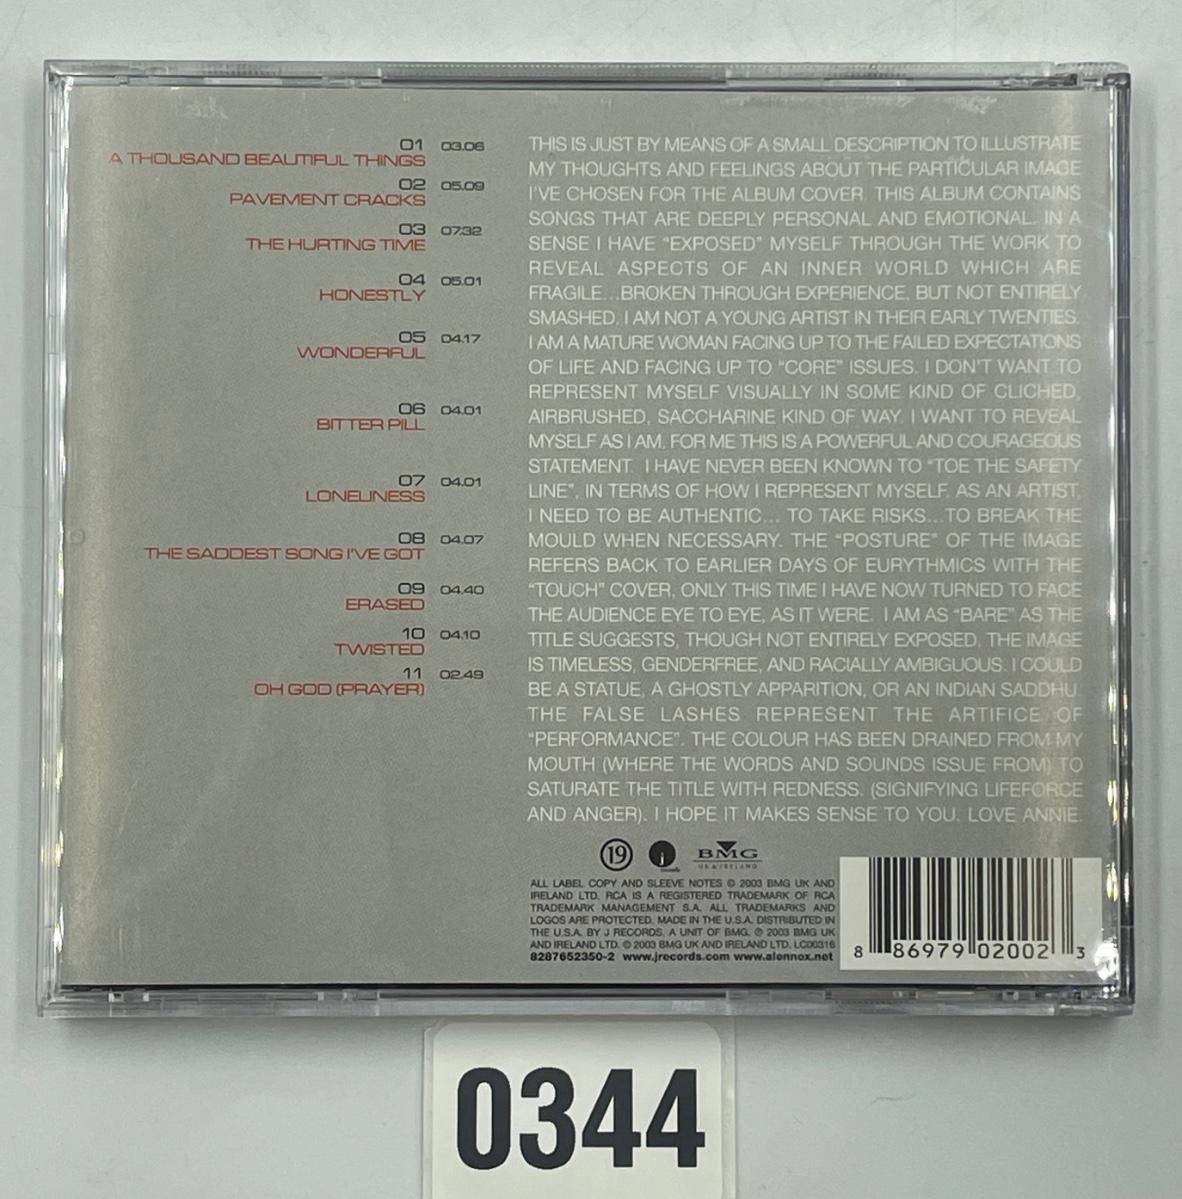 01 03.06
A THOUSAND BEAUTIFUL THINGS
02 05.09
PAVEMENT CRACKS
03 07.32
THE HURTING TIME
04 05.01
HONESTLY
05 04.17
WONDERFUL
06 04.01
BITTER PILL
07 04.01
LONELINESS
08 04.07
THE SADDEST SONG I'VE GOT
09 04.40
ERASED
10 04.10
TWISTED
11 02.49
OH GOD (PRAYER)
THIS IS JUST BY MEANS OF A SMALL DESCRIPTION TO ILLUSTRATE
MY THOUGHTS AND FEELINGS ABOUT THE PARTICULAR IMAGE
I'VE CHOSEN FOR THE ALBUM COVER. THIS ALBUM CONTAINS
SONGS THAT ARE DEEPLY PERSONAL AND EMOTIONAL. IN A
SENSE I HAVE "EXPOSED" MYSELF THROUGH THE WORK TO
REVEAL ASPECTS OF AN INNER WORLD WHICH ARE
FRAGILE...BROKEN THROUGH EXPERIENCE, BUT NOT ENTIRELY
SMASHED. I AM NOT A YOUNG ARTIST IN THEIR EARLY TWENTIES.
I AM A MATURE WOMAN FACING UP TO THE FAILED EXPECTATIONS
OF LIFE AND FACING UP TO "CORE" ISSUES. I DON'T WANT TO
REPRESENT MYSELF VISUALLY IN SOME KIND OF CLICHED,
AIRBRUSHED, SACCHARINE KIND OF WAY. I WANT TO REVEAL
MYSELF AS I AM. FOR ME THIS IS A POWERFUL AND COURAGEOUS
STATEMENT. I HAVE NEVER BEEN KNOWN TO "TOE THE SAFETY
LINE", IN TERMS OF HOW I REPRESENT MYSELF. AS AN ARTIST,
I NEED TO BE AUTHENTIC... TO TAKE RISKS...TO BREAK THE
MOULD WHEN NECESSARY. THE "POSTURE" OF THE IMAGE
REFERS BACK TO EARLIER DAYS OF EURYTHMICS WITH THE
"TOUCH" COVER, ONLY THIS TIME I HAVE NOW TURNED TO FACE
THE AUDIENCE EYE TO EYE, AS IT WERE. I AM AS "BARE" AS THE
TITLE SUGGESTS, THOUGH NOT ENTIRELY EXPOSED, THE IMAGE
IS TIMELESS, GENDERFREE, AND RACIALLY AMBIGUOUS. I COULD
BE A STATUE, A GHOSTLY APPARITION, OR AN INDIAN SADDHU.
THE FALSE LASHES REPRESENT THE ARTIFICE OF
"PERFORMANCE". THE COLOUR HAS BEEN DRAINED FROM MY
MOUTH (WHERE THE WORDS AND SOUNDS ISSUE FROM) TO
SATURATE THE TITLE WITH REDNESS. (SIGNIFYING LIFEFORCE
AND ANGER). I HOPE IT MAKES SENSE TO YOU. LOVE ANNIE.
19 j records BMG
UK & IRELAND
ALL LABEL COPY AND SLEEVE NOTES © 2003 BMG UK AND
IRELAND LTD. RCA IS A REGISTERED TRADEMARK OF RCA
TRADEMARK MANAGEMENT S.A. ALL TRADEMARKS AND
LOGOS ARE PROTECTED. MADE IN THE U.S.A. DISTRIBUTED IN
THE U.S.A. BY J RECORDS, A UNIT OF BMG. ℗ 2003 BMG UK
AND IRELAND LTD. © 2003 BMG UK AND IRELAND LTD. LC00316
8287652350-2 www.jrecords.com www.alennox.net
8 86979 02002 3
0344